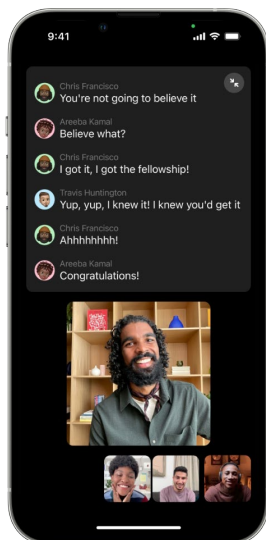 9:41
Chris Francisco
You're not going to believe it
Areeba Kamal
Believe what?
Chris Francisco
I got it, I got the fellowship!
Travis Huntington
Yup, yup, I knew it! I knew you'd get it
Chris Francisco
Ahhhhhhhh!
Areeba Kamal
Congratulations!